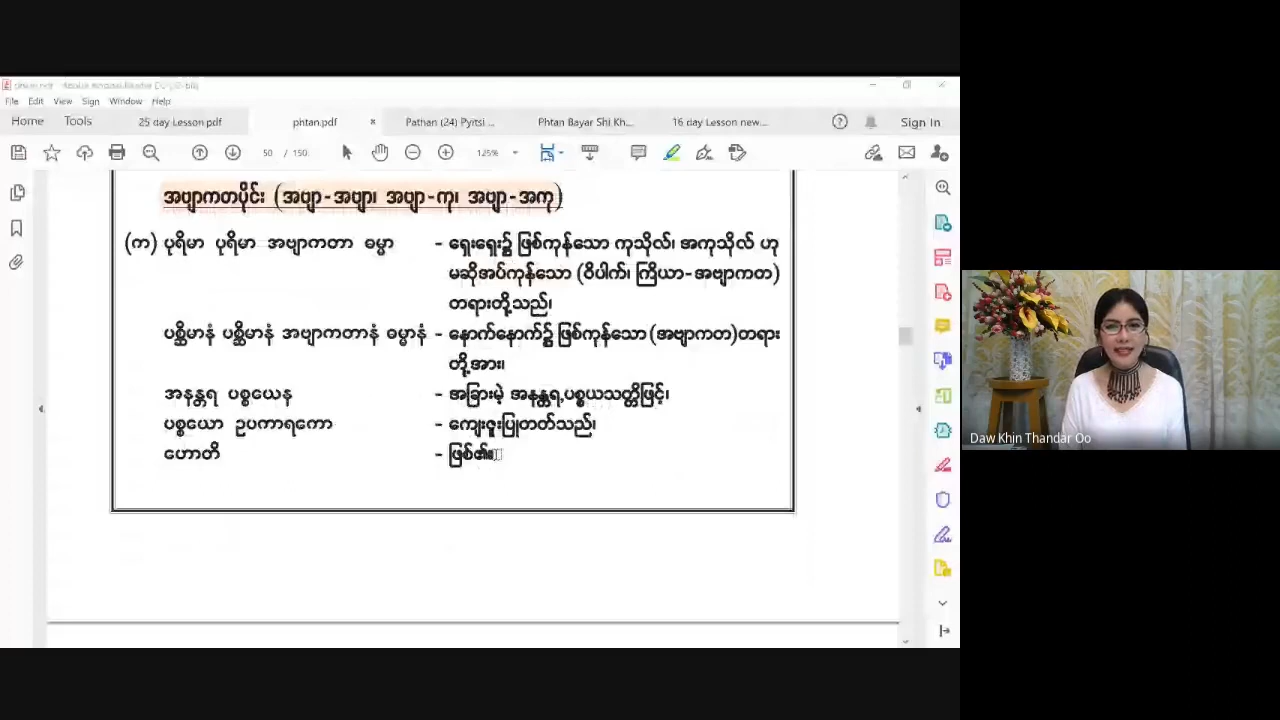 File Edit View Sign Window Help
Home Tools 25 day Lesson.pdf phtan.pdf Pathan (24) Pyitsi ... Phtan Bayar Shi Kh... 16 day Lesson new... Sign In
50 / 150 125%
အဗျာကတပိုင်း (အဗျာ-အဗျာ၊ အဗျာ-ကု၊ အဗျာ-အကု)
(က) ပုရိမာ ပုရိမာ အဗျာကတာ ဓမ္မာ - ရှေးရှေး၌ ဖြစ်ကုန်သော ကုသိုလ်၊ အကုသိုလ် ဟု
မဆိုအပ်ကုန်သော (ဝိပါက်၊ ကြိယာ-အဗျာကတ)
တရားတို့သည်၊
ပစ္ဆိမာနံ ပစ္ဆိမာနံ အဗျာကတာနံ ဓမ္မာနံ - နောက်နောက်၌ ဖြစ်ကုန်သော (အဗျာကတ)တရား
တို့အား၊
အနန္တရ ပစ္စယေန - အခြားမဲ့ အနန္တရ,ပစ္စယသတ္တိဖြင့်၊
ပစ္စယော ဥပကာရကော - ကျေးဇူးပြုတတ်သည်၊
ဟောတိ - ဖြစ်၏။
Daw Khin Thandar Oo